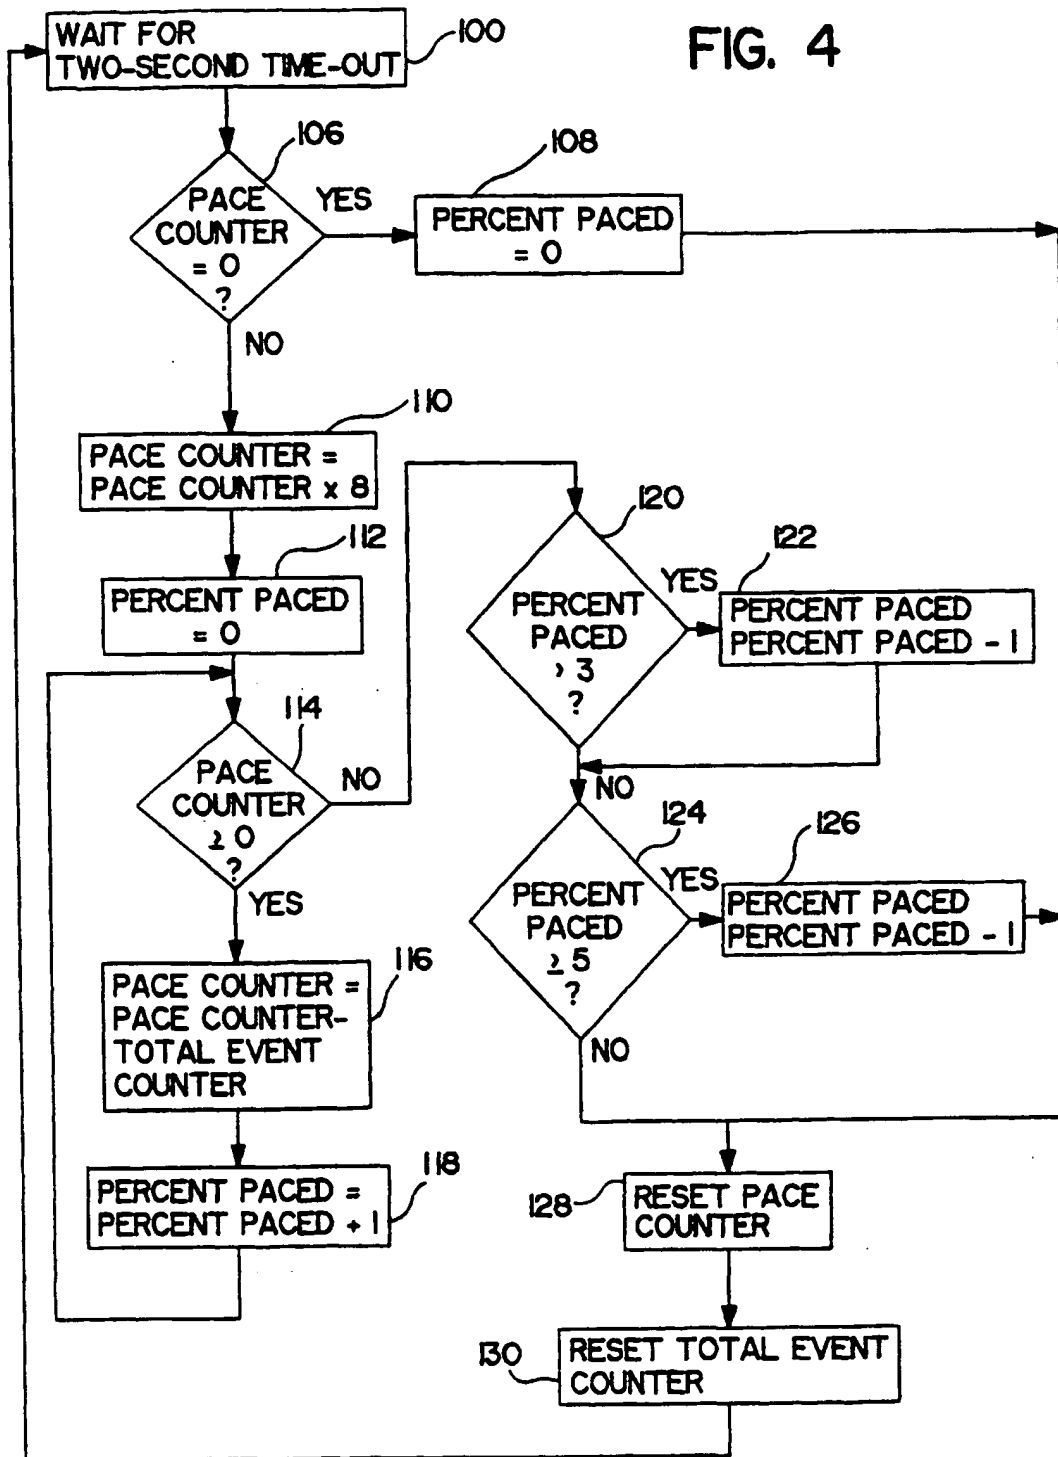 FIG. 4
WAIT FOR
TWO-SECOND TIME-OUT
100
106
PACE
COUNTER
= 0
?
YES
NO
108
PERCENT PACED
= 0
110
PACE COUNTER =
PACE COUNTER x 8
112
PERCENT PACED
= 0
114
PACE
COUNTER
≥ 0
?
NO
YES
116
PACE COUNTER =
PACE COUNTER-
TOTAL EVENT
COUNTER
118
PERCENT PACED =
PERCENT PACED + 1
120
PERCENT
PACED
> 3
?
YES
NO
122
PERCENT PACED
PERCENT PACED - 1
124
PERCENT
PACED
≥ 5
?
YES
NO
126
PERCENT PACED
PERCENT PACED - 1
128
RESET PACE
COUNTER
130
RESET TOTAL EVENT
COUNTER